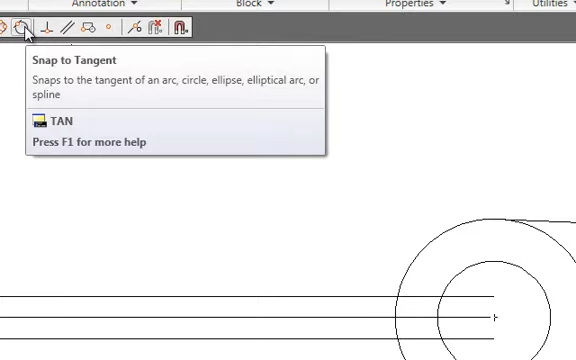 Annotation
Block
Properties
Utilities
Snap to Tangent
Snaps to the tangent of an arc, circle, ellipse, elliptical arc, or
spline
TAN
Press F1 for more help